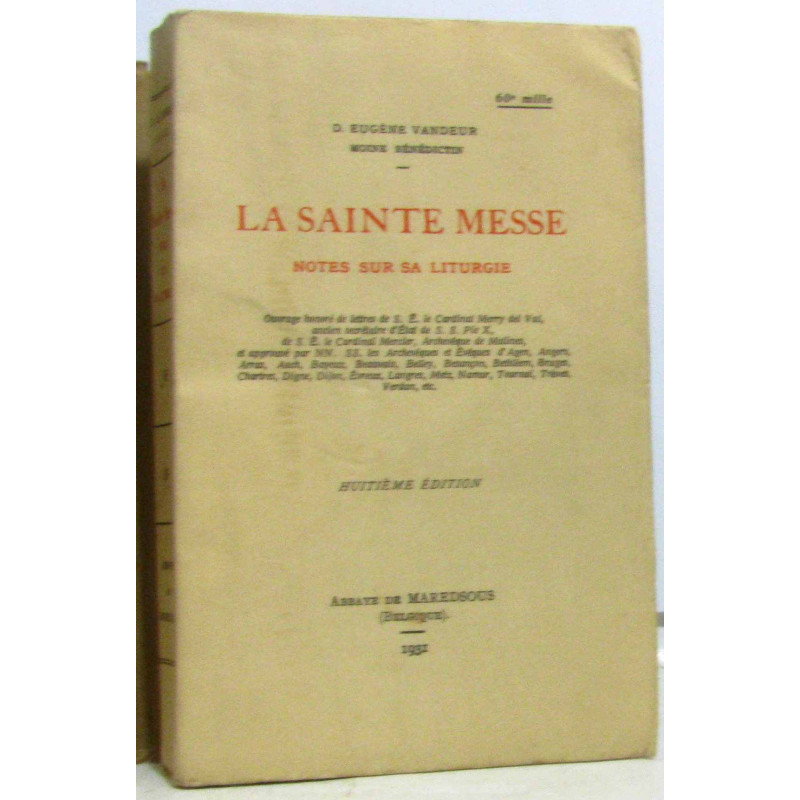 60e mille
D. EUGÈNE VANDEUR
MOINE BÉNÉDICTIN
LA SAINTE MESSE
NOTES SUR SA LITURGIE
Ouvrage honoré de lettres de S. É. le Cardinal Merry del Val,
ancien secrétaire d'État de S. S. Pie X,
de S. É. le Cardinal Mercier, Archevêque de Malines,
et approuvé par NN. SS. les Archevêques et Évêques d'Agen, Angers,
Arras, Auch, Bayeux, Beauvais, Belley, Besançon, Bethléem, Bruges,
Chartres, Digne, Dijon, Évreux, Langres, Metz, Namur, Tournai, Trèves,
Verdun, etc.
HUITIÈME ÉDITION
ABBAYE DE MAREDSOUS
(BELGIQUE).
1931